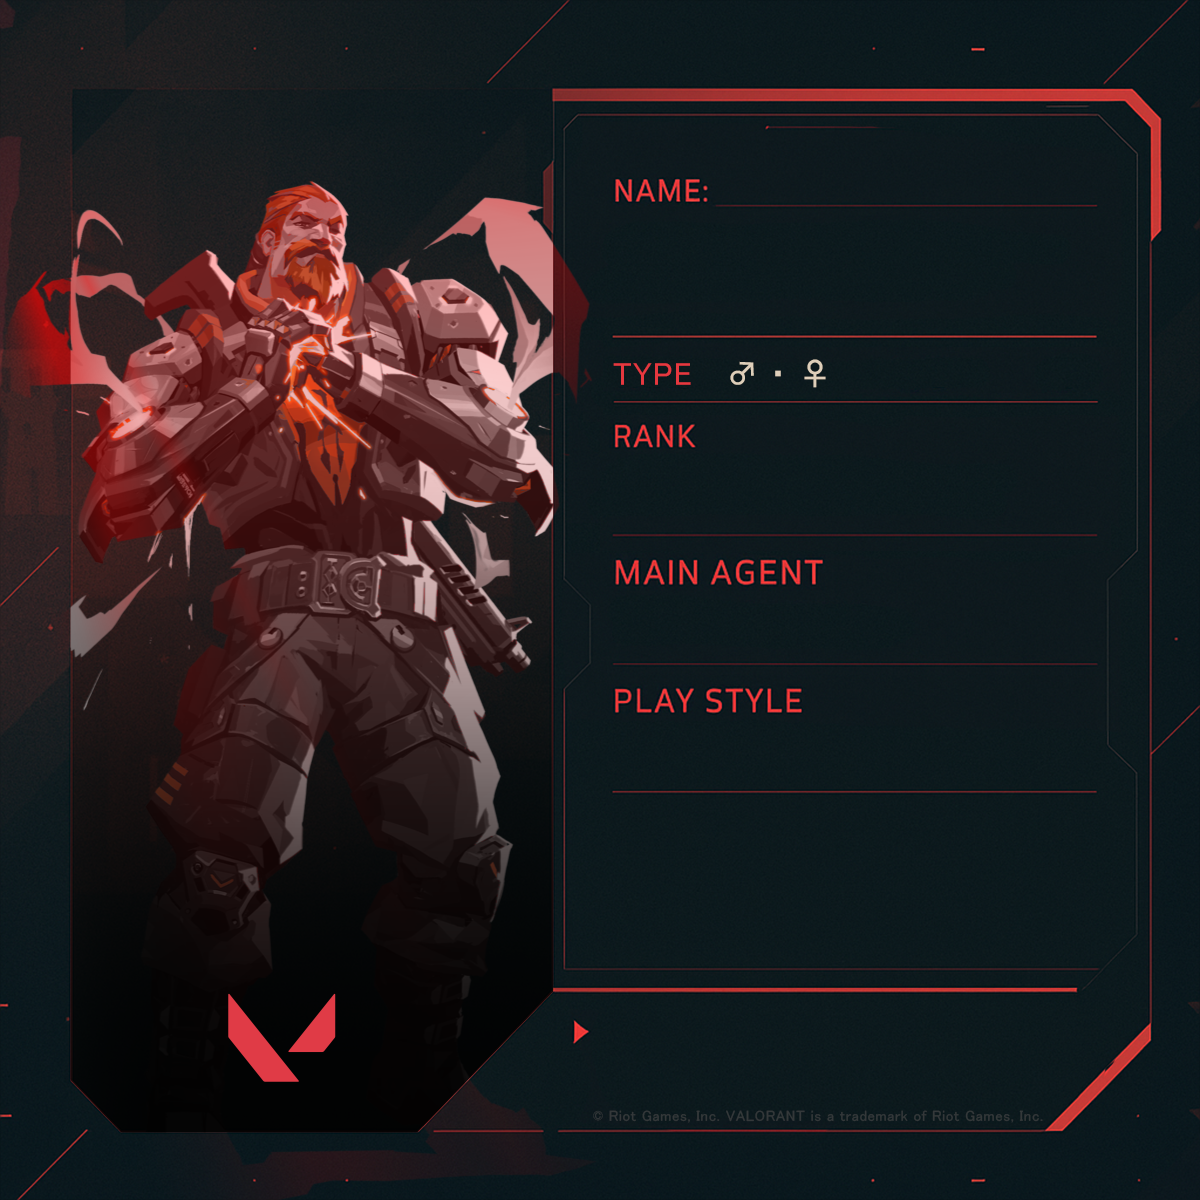 NAME:
TYPE ♂ · ♀
RANK
MAIN AGENT
PLAY STYLE
© Riot Games, Inc. VALORANT is a trademark of Riot Games, Inc.